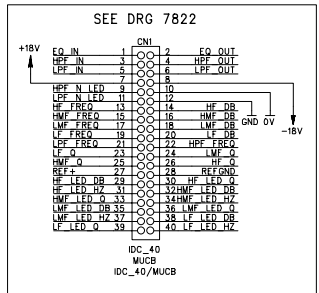 SEE DRG 7822
CN1
+18V
EQ IN 1 2 EQ OUT
HPF IN 3 4 HPF OUT
LPF IN 5 6 LPF OUT
7 8
HPF N LED 9 10
LPF N LED 11 12
HF FREQ 13 14 HF DB
HMF FREQ 15 16 HMF DB GND 0V
-18V
LMF FREQ 17 18 LMF DB
LF FREQ 19 20 LF DB
LPF FREQ 21 22 HPF FREQ
LF Q 23 24 LMF Q
HMF Q 25 26 HF Q
REF+ 27 28 REFGND
HF LED DB 29 30 HF LED Q
HF LED HZ 31 32 HMF LED DB
HMF LED Q 33 34 HMF LED HZ
LMF LED DB 35 36 LMF LED Q
LMF LED HZ 37 38 LF LED DB
LF LED Q 39 40 LF LED HZ
IDC_40
MUCB
IDC_40/MUCB